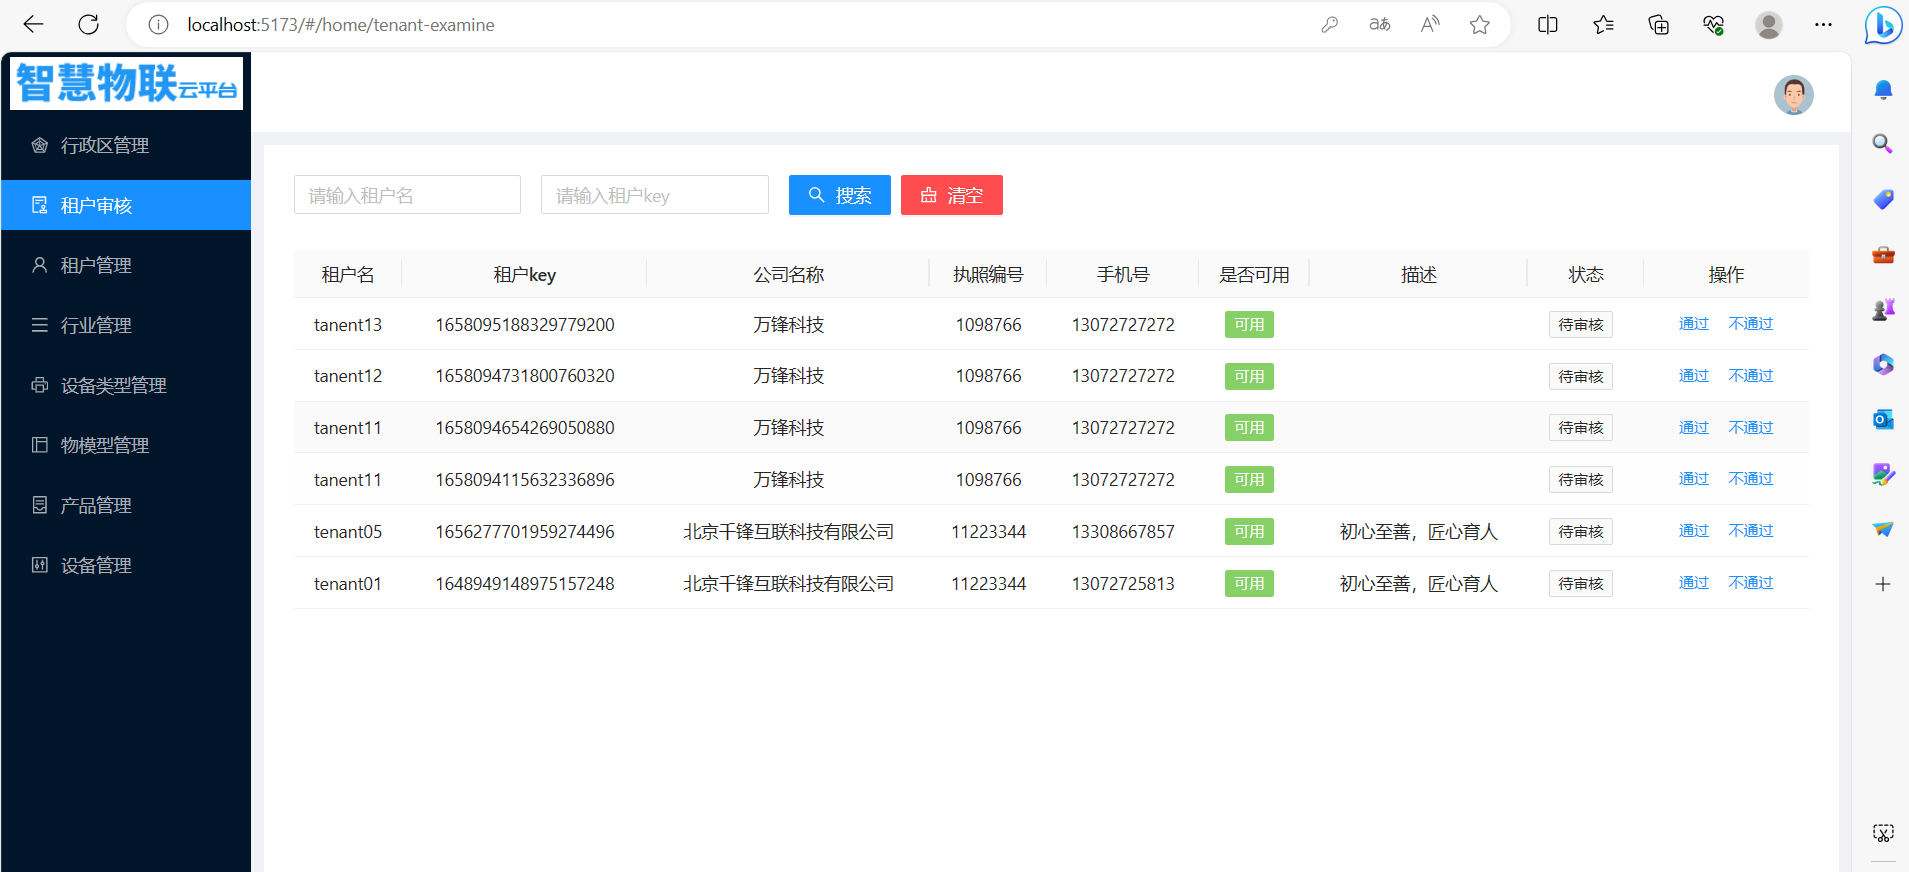 localhost:5173/#/home/tenant-examine
智慧物联云平台
行政区管理
租户审核
租户管理
行业管理
设备类型管理
物模型管理
产品管理
设备管理
请输入租户名 请输入租户key 搜索 清空
租户名 租户key 公司名称 执照编号 手机号 是否可用 描述 状态 操作
tanent13 1658095188329779200 万锋科技 1098766 13072727272 可用 待审核 通过 不通过
tanent12 1658094731800760320 万锋科技 1098766 13072727272 可用 待审核 通过 不通过
tanent11 1658094654269050880 万锋科技 1098766 13072727272 可用 待审核 通过 不通过
tanent11 1658094115632336896 万锋科技 1098766 13072727272 可用 待审核 通过 不通过
tenant05 1656277701959274496 北京千锋互联科技有限公司 11223344 13308667857 可用 初心至善，匠心育人 待审核 通过 不通过
tenant01 1648949148975157248 北京千锋互联科技有限公司 11223344 13072725813 可用 初心至善，匠心育人 待审核 通过 不通过